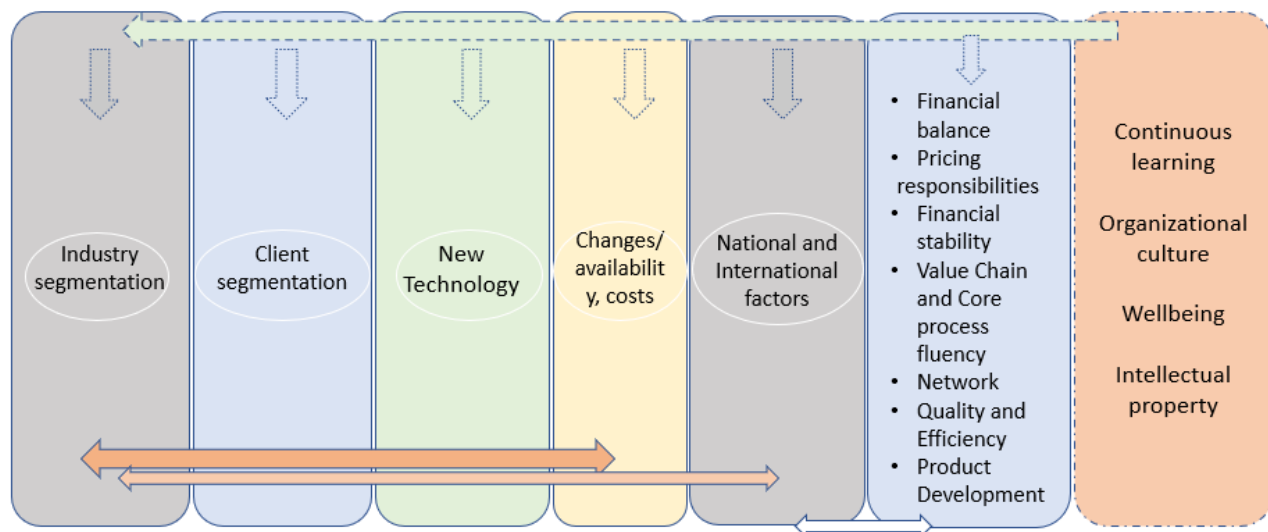 Industry
segmentation
Client
segmentation
New
Technology
Changes/
availabilit
y, costs
National and
International
factors
• Financial
balance
• Pricing
responsibilities
• Financial
stability
• Value Chain
and Core
process
fluency
• Network
• Quality and
Efficiency
• Product
Development
Continuous
learning
Organizational
culture
Wellbeing
Intellectual
property